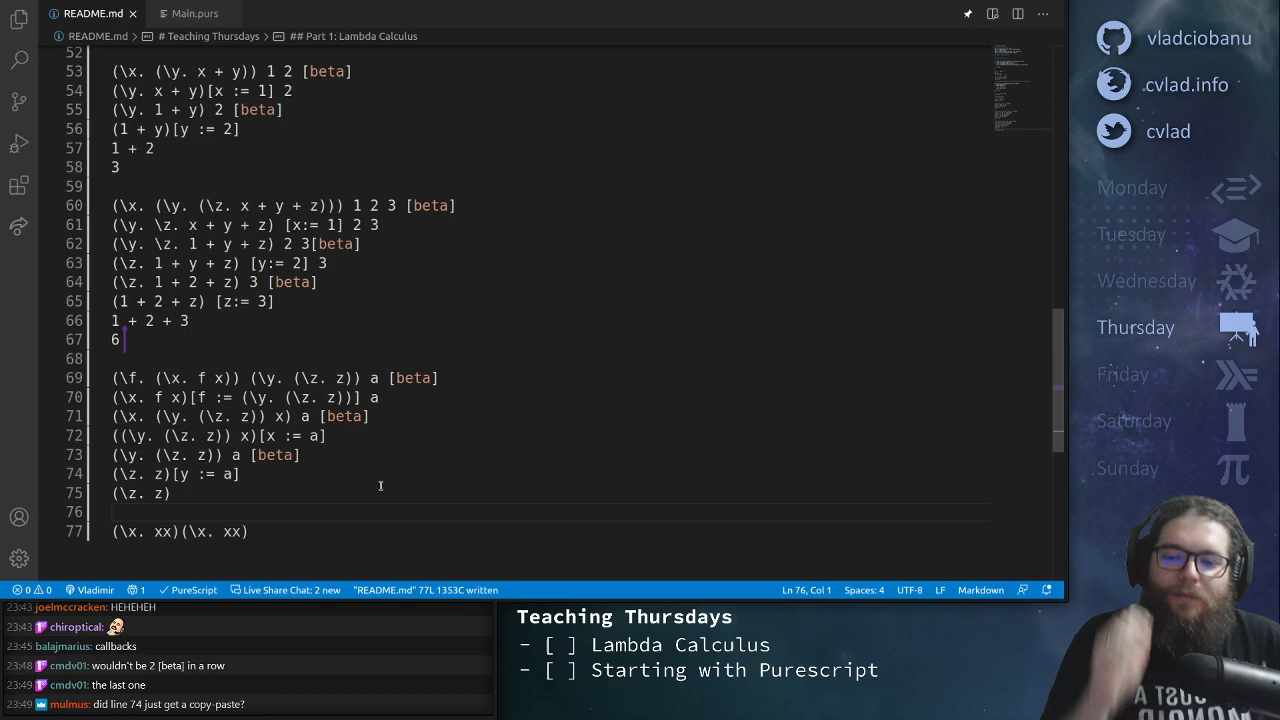 README.md
Main.purs
README.md > # Teaching Thursdays > ## Part 1: Lambda Calculus
52
53 (\x. (\y. x + y)) 1 2 [beta]
54 (\y. x + y)[x := 1] 2
55 (\y. 1 + y) 2 [beta]
56 (1 + y)[y := 2]
57 1 + 2
58 3
59
60 (\x. (\y. (\z. x + y + z))) 1 2 3 [beta]
61 (\y. \z. x + y + z) [x:= 1] 2 3
62 (\y. \z. 1 + y + z) 2 3[beta]
63 (\z. 1 + y + z) [y:= 2] 3
64 (\z. 1 + 2 + z) 3 [beta]
65 (1 + 2 + z) [z:= 3]
66 1 + 2 + 3
67 6
68
69 (\f. (\x. f x)) (\y. (\z. z)) a [beta]
70 (\x. f x)[f := (\y. (\z. z))] a
71 (\x. (\y. (\z. z)) x) a [beta]
72 ((\y. (\z. z)) x)[x := a]
73 (\y. (\z. z)) a [beta]
74 (\z. z)[y := a]
75 (\z. z)
76
77 (\x. xx)(\x. xx)
0 0 Vladimir 1 PureScript Live Share Chat: 2 new "README.md" 77L 1353C written Ln 76, Col 1 Spaces: 4 UTF-8 LF Markdown
vladciobanu
cvlad.info
cvlad
Monday
Tuesday
Wednesday
Thursday
Friday
Saturday
Sunday
23:43 joelmccracken: HEHEHEH
23:43 chiroptical:
23:45 balajmarius: callbacks
23:48 cmdv01: wouldn't be 2 [beta] in a row
23:49 cmdv01: the last one
23:49 mulmus: did line 74 just get a copy-paste?
Teaching Thursdays
- [ ] Lambda Calculus
- [ ] Starting with Purescript